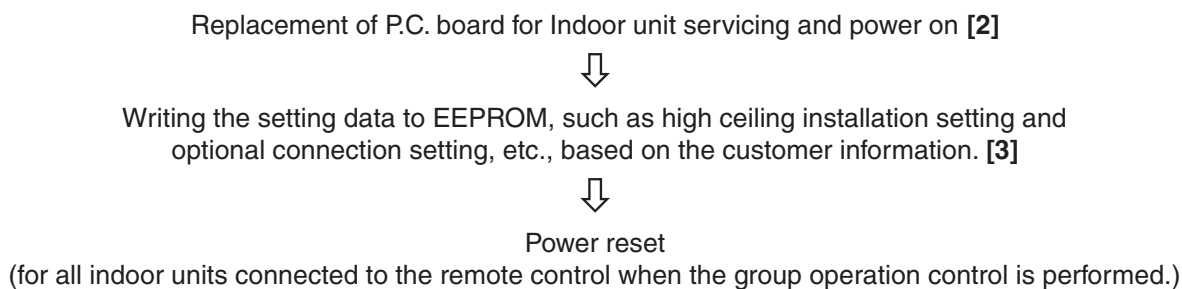 Replacement of P.C. board for Indoor unit servicing and power on [2]
Writing the setting data to EEPROM, such as high ceiling installation setting and
optional connection setting, etc., based on the customer information. [3]
Power reset
(for all indoor units connected to the remote control when the group operation control is performed.)